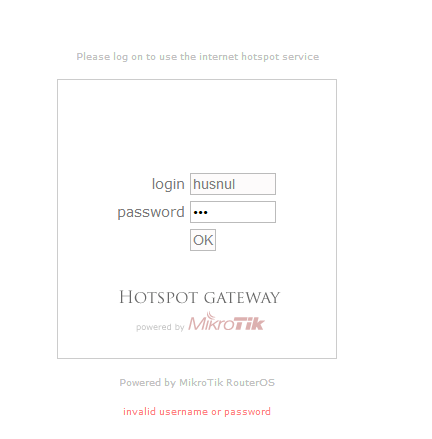 Please log on to use the internet hotspot service
login husnul
password •••
OK
HOTSPOT GATEWAY
powered by MikroTik
Powered by MikroTik RouterOS
invalid username or password